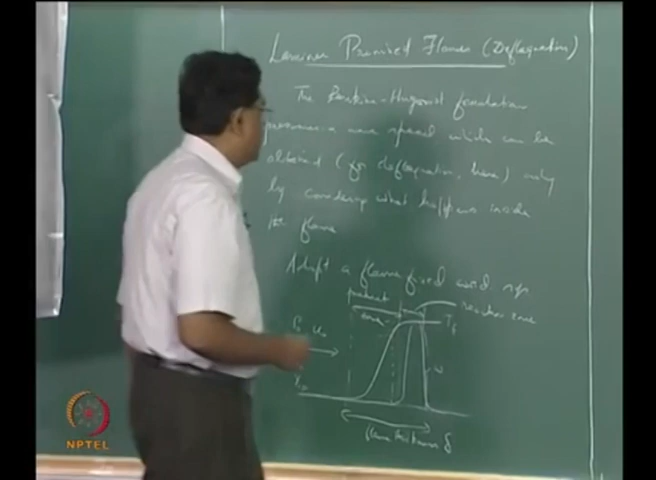 Laminar Premixed Flames (Deflagration)
The Rankine-Hugoniot formulation
presumes a wave speed which can be
obtained (for deflagration, here) only
by considering what happens inside
the flame
Adopt a flame fixed coord. sys.
preheat
zone
reaction zone
T_f
ω
flame thickness δ
NPTEL